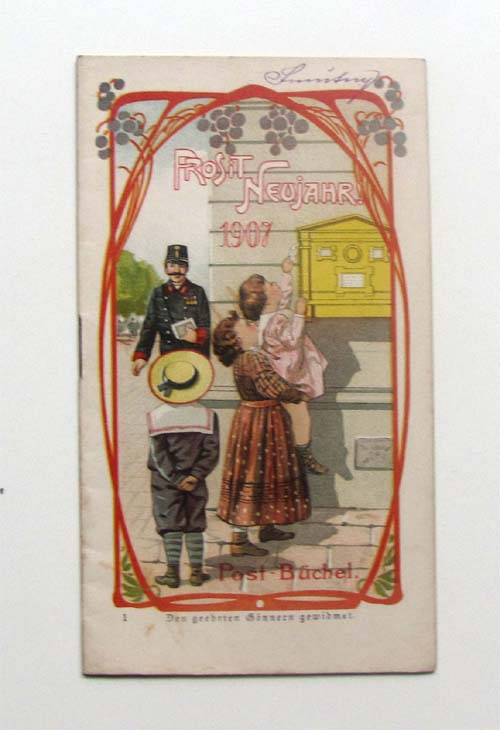 PROSIT
NEUJAHR!
1907
Post-Büchel.
1 Den geehrten Gönnern gewidmet.